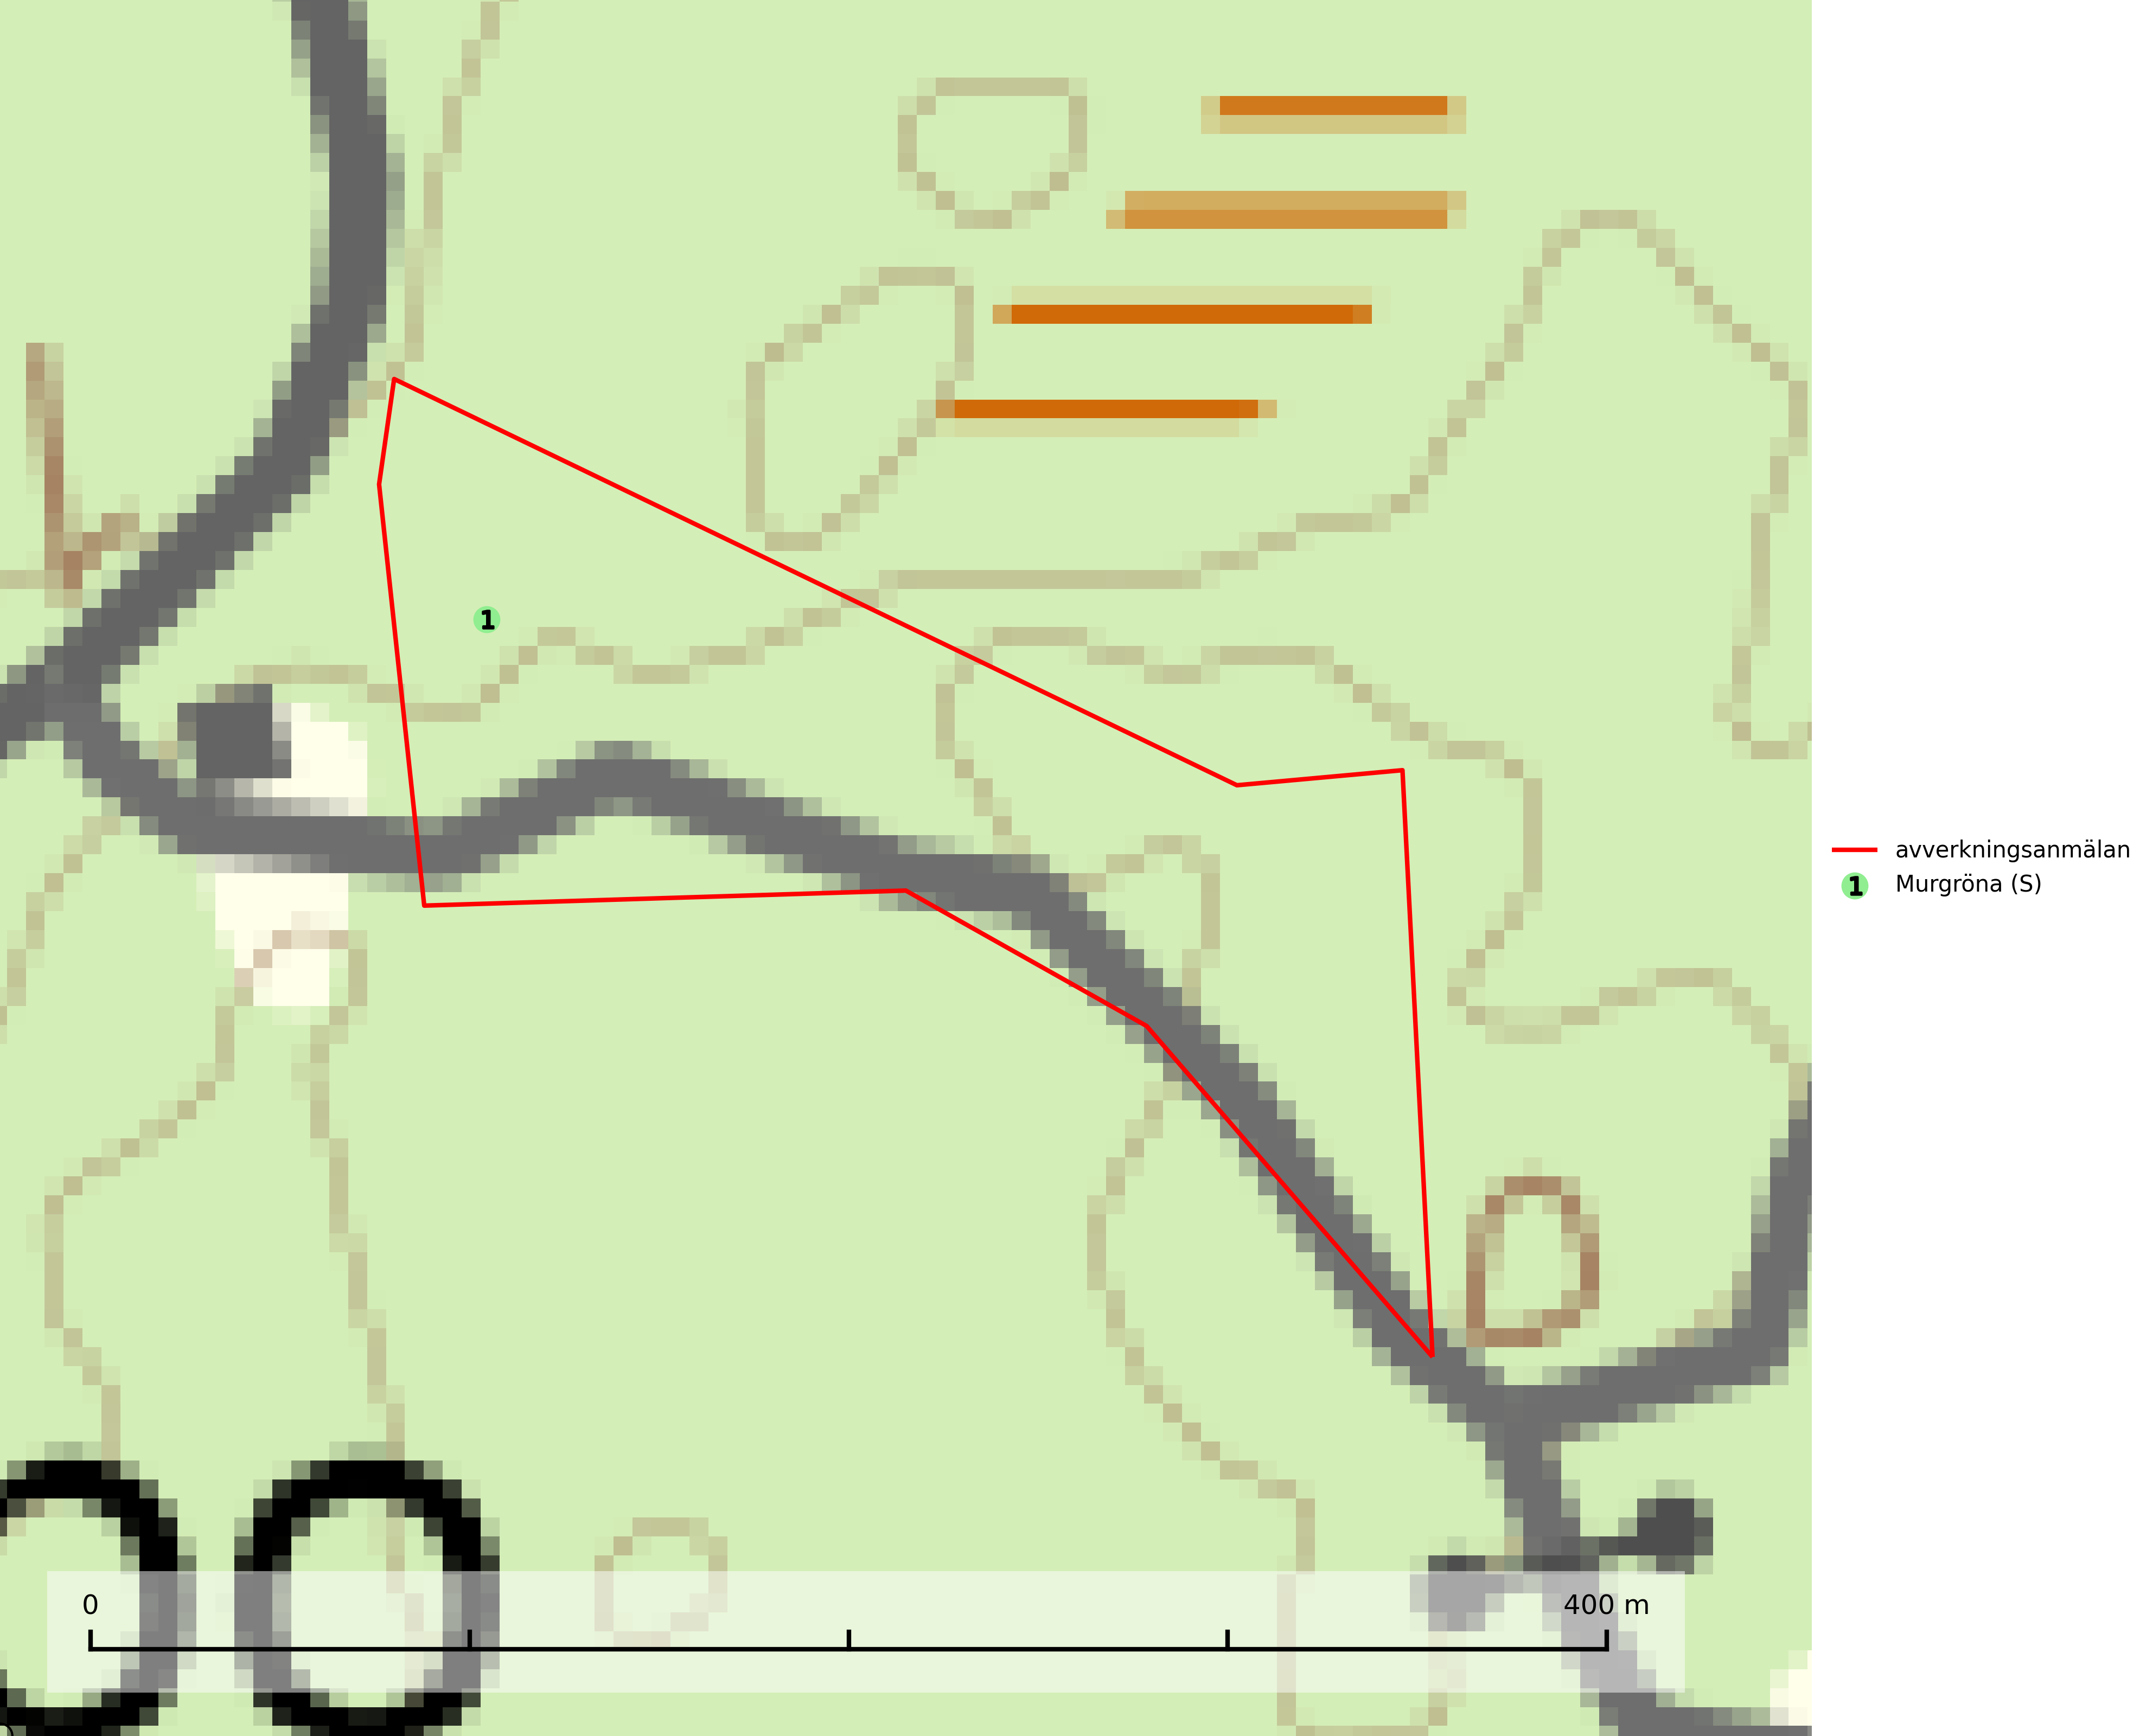 1
avverkningsanmälan
1 Murgröna (S)
0 400 m